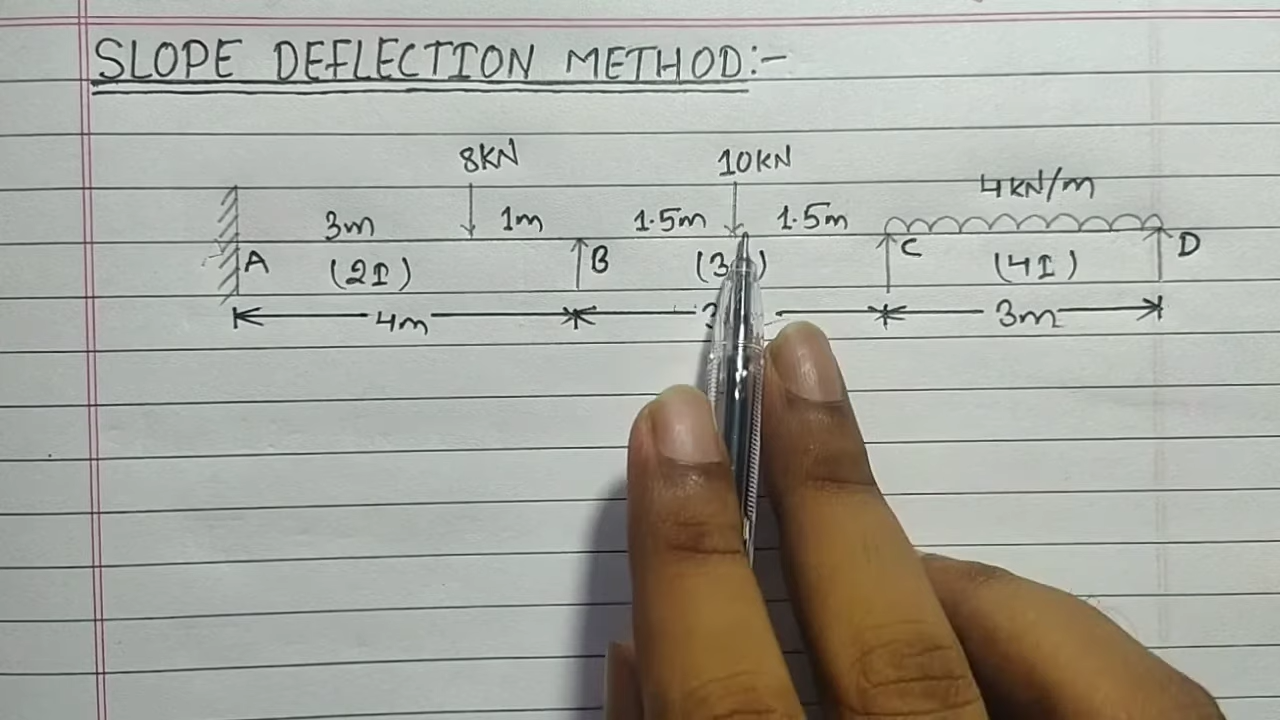 SLOPE DEFLECTION METHOD:-
8KN 10KN 4KN/m
3m 1m 1.5m 1.5m
A (2I) B C (4I) D
4m 3m